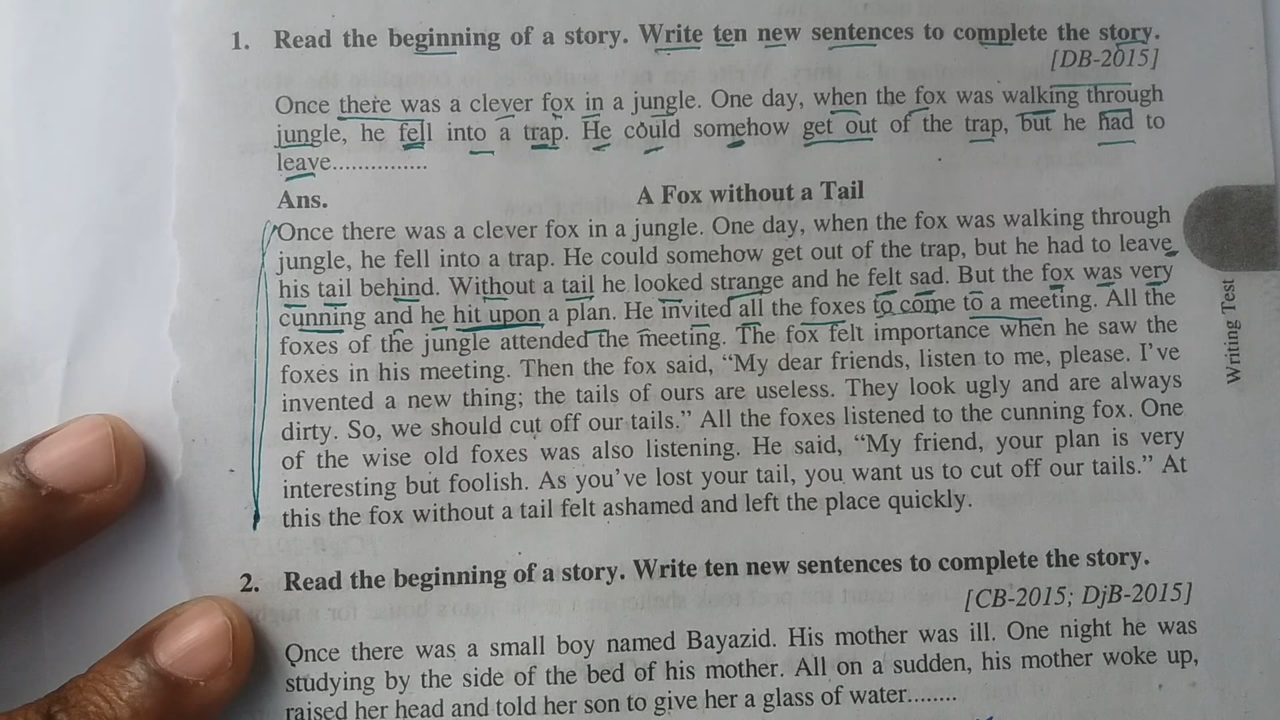 1. Read the beginning of a story. Write ten new sentences to complete the story.
[DB-2015]
Once there was a clever fox in a jungle. One day, when the fox was walking through
jungle, he fell into a trap. He could somehow get out of the trap, but he had to
leave...............
Ans. A Fox without a Tail
Once there was a clever fox in a jungle. One day, when the fox was walking through
jungle, he fell into a trap. He could somehow get out of the trap, but he had to leave
his tail behind. Without a tail he looked strange and he felt sad. But the fox was very
cunning and he hit upon a plan. He invited all the foxes to come to a meeting. All the
foxes of the jungle attended the meeting. The fox felt importance when he saw the
foxes in his meeting. Then the fox said, “My dear friends, listen to me, please. I’ve
invented a new thing; the tails of ours are useless. They look ugly and are always
dirty. So, we should cut off our tails.” All the foxes listened to the cunning fox. One
of the wise old foxes was also listening. He said, “My friend, your plan is very
interesting but foolish. As you’ve lost your tail, you want us to cut off our tails.” At
this the fox without a tail felt ashamed and left the place quickly.
Writing Test
2. Read the beginning of a story. Write ten new sentences to complete the story.
[CB-2015; DjB-2015]
Once there was a small boy named Bayazid. His mother was ill. One night he was
studying by the side of the bed of his mother. All on a sudden, his mother woke up,
raised her head and told her son to give her a glass of water........